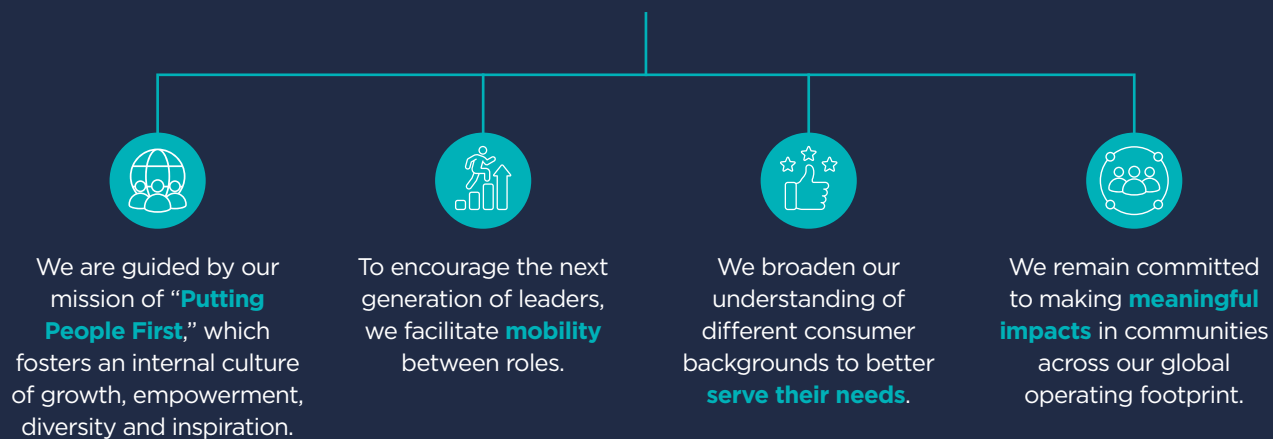 We are guided by our
mission of “Putting
People First,” which
fosters an internal culture
of growth, empowerment,
diversity and inspiration.
To encourage the next
generation of leaders,
we facilitate mobility
between roles.
We broaden our
understanding of
different consumer
backgrounds to better
serve their needs.
We remain committed
to making meaningful
impacts in communities
across our global
operating footprint.